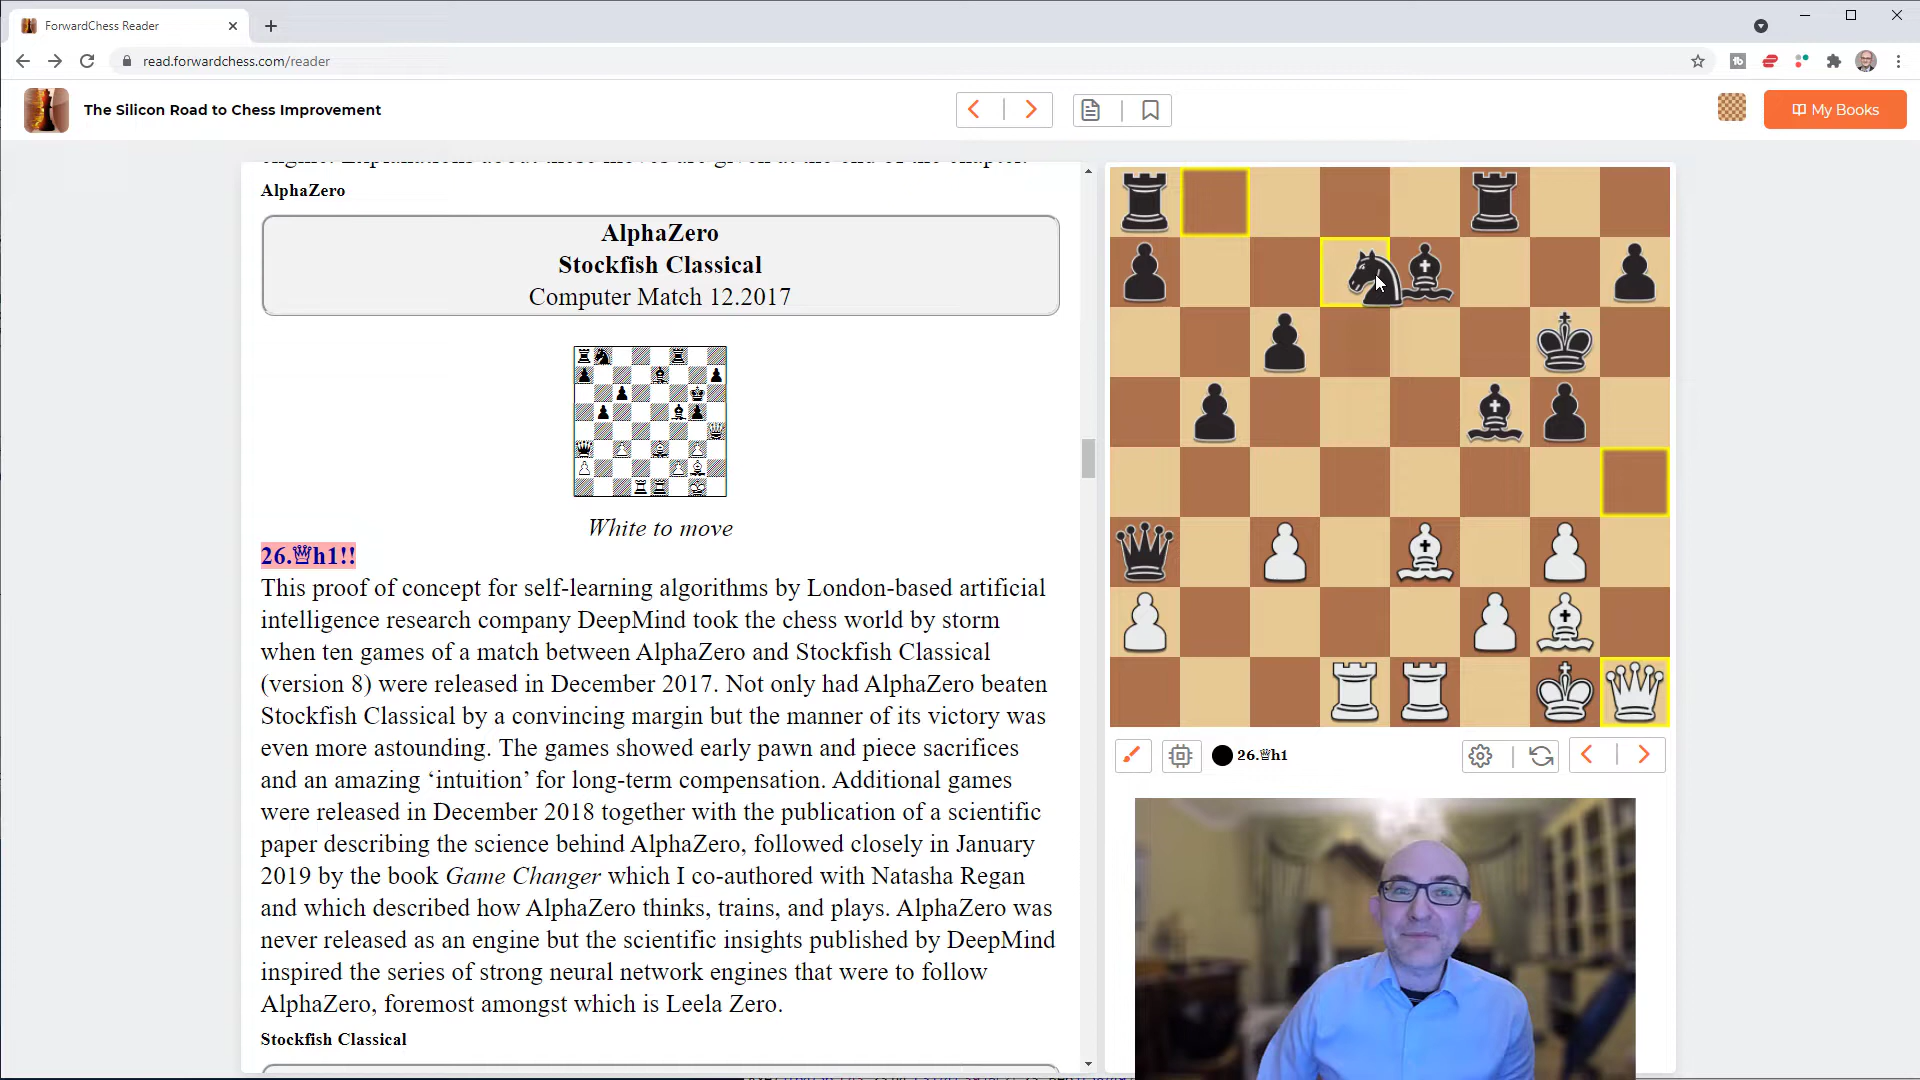 ForwardChess Reader
read.forwardchess.com/reader
The Silicon Road to Chess Improvement
My Books
AlphaZero
AlphaZero
Stockfish Classical
Computer Match 12.2017
White to move
26.♕h1!!
This proof of concept for self-learning algorithms by London-based artificial
intelligence research company DeepMind took the chess world by storm
when ten games of a match between AlphaZero and Stockfish Classical
(version 8) were released in December 2017. Not only had AlphaZero beaten
Stockfish Classical by a convincing margin but the manner of its victory was
even more astounding. The games showed early pawn and piece sacrifices
and an amazing ‘intuition’ for long-term compensation. Additional games
were released in December 2018 together with the publication of a scientific
paper describing the science behind AlphaZero, followed closely in January
2019 by the book Game Changer which I co-authored with Natasha Regan
and which described how AlphaZero thinks, trains, and plays. AlphaZero was
never released as an engine but the scientific insights published by DeepMind
inspired the series of strong neural network engines that were to follow
AlphaZero, foremost amongst which is Leela Zero.
Stockfish Classical
26.♕h1